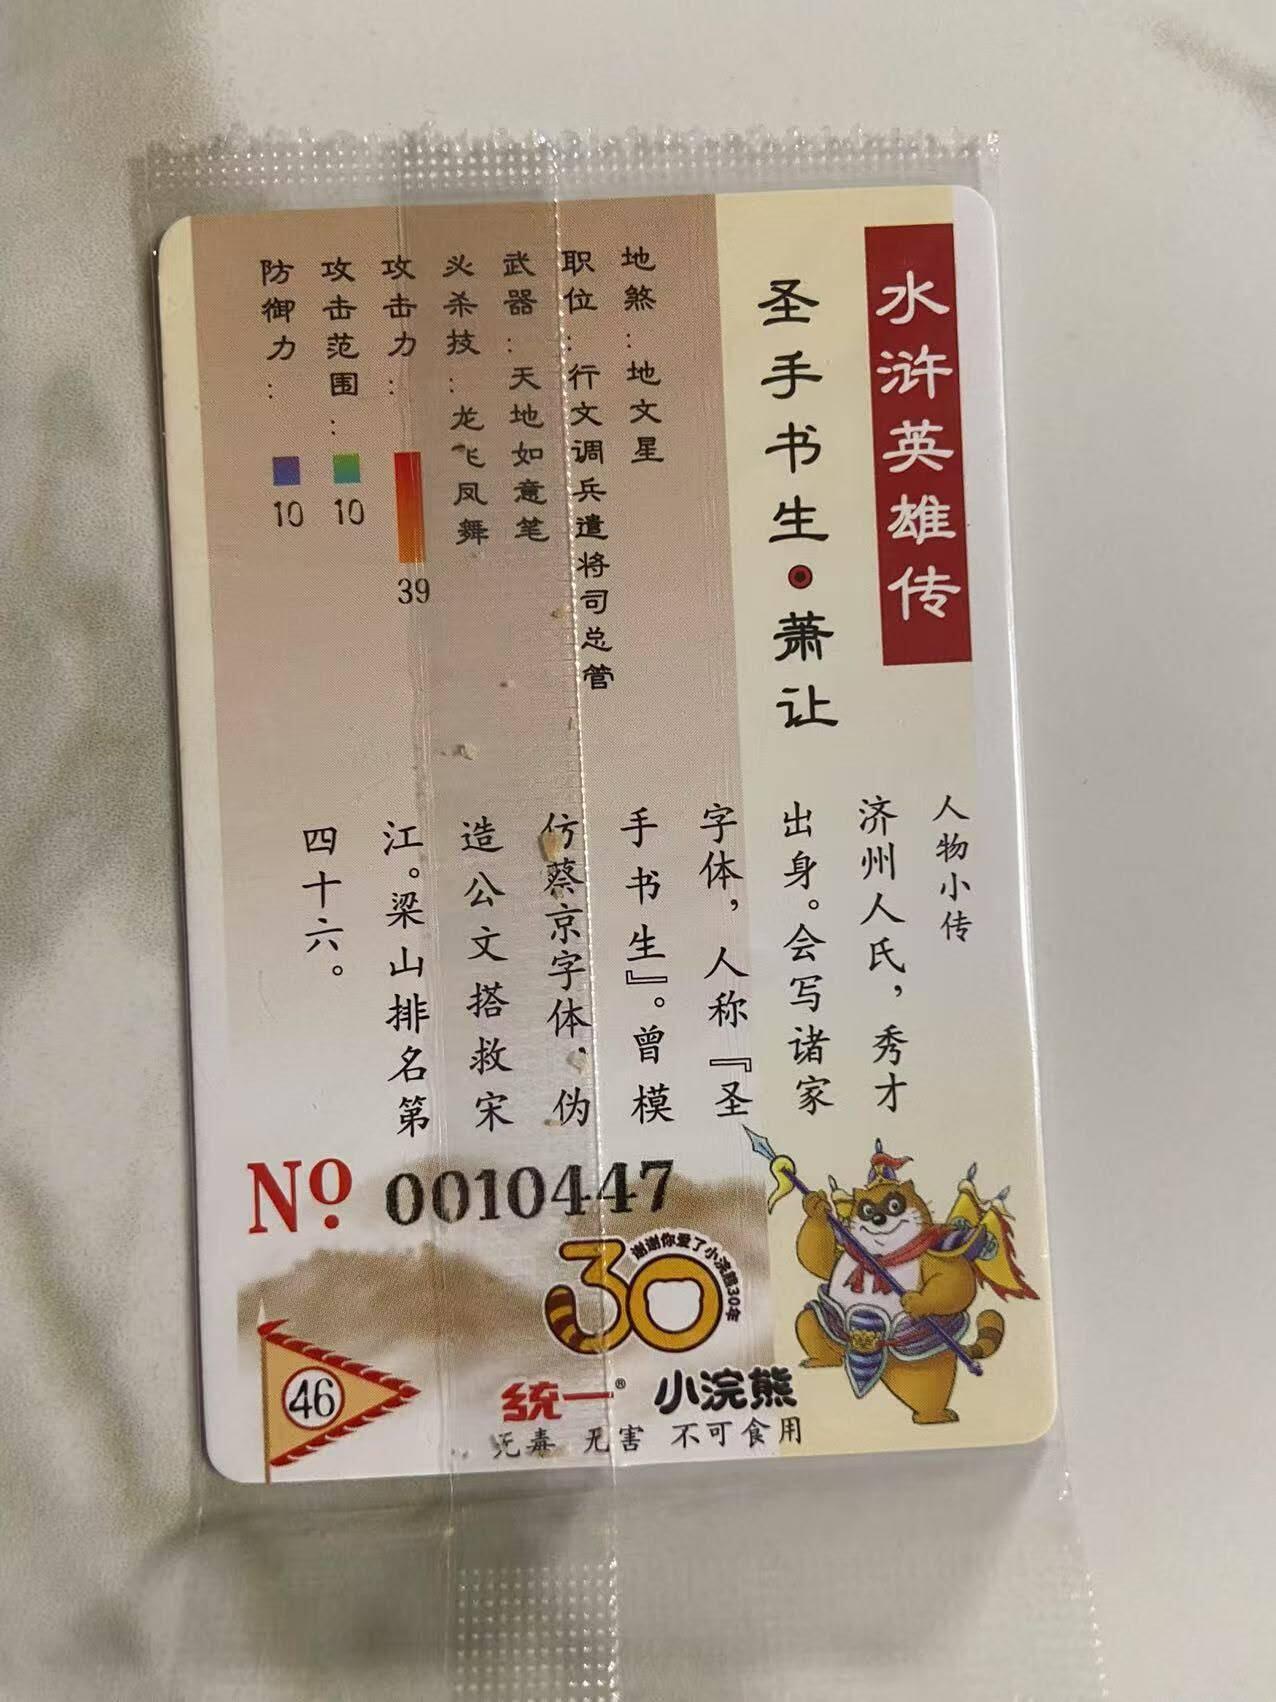 水浒英雄传
圣手书生·萧让
地煞：地文星
职位：行文调兵遣将司总管
武器：天地如意笔
必杀技：龙飞凤舞
攻击力：
39
攻击范围：
10
防御力：
10
人物小传
济州人氏，秀才
出身。会写诸家
字体，人称『圣
手书生』。曾模
仿蔡京字体，伪
造公文搭救宋
江。梁山排名第
四十六。
No. 0010447
谢谢你爱了小浣熊30年
30
46
统一® 小浣熊
无毒 无害 不可食用